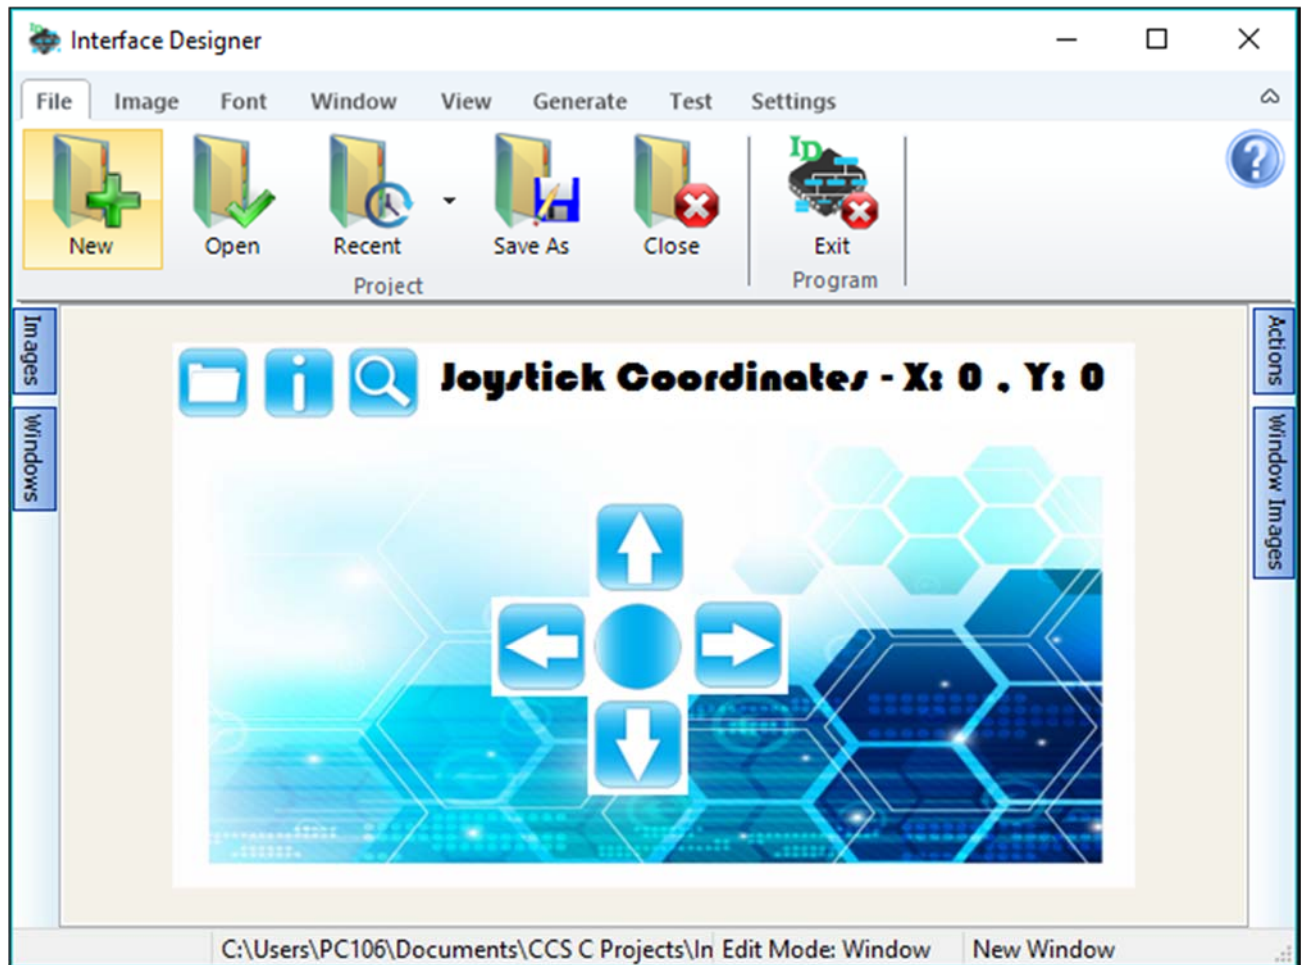 Interface Designer
File Image Font Window View Generate Test Settings
ID
New Open Recent Save As Close Exit
Project Program
Images
Windows
Actions
Window Images
Joystick Coordinates - X: 0 , Y: 0
C:\Users\PC106\Documents\CCS C Projects\In Edit Mode: Window New Window